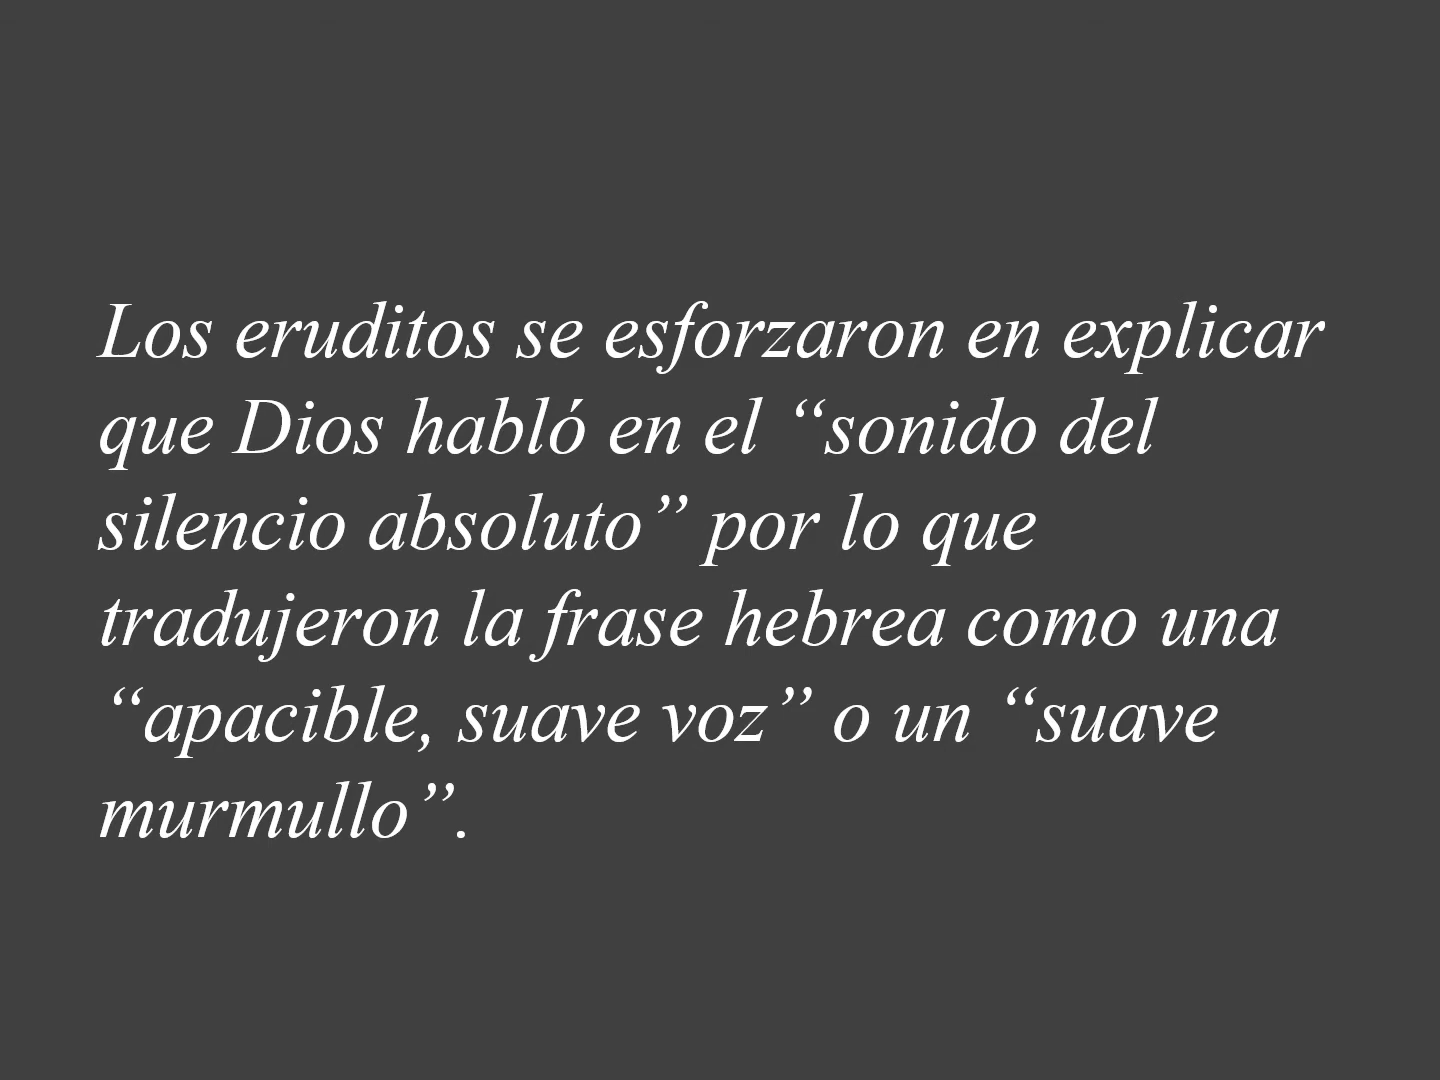 Los eruditos se esforzaron en explicar
que Dios habló en el “sonido del
silencio absoluto” por lo que
tradujeron la frase hebrea como una
“apacible, suave voz” o un “suave
murmullo”.